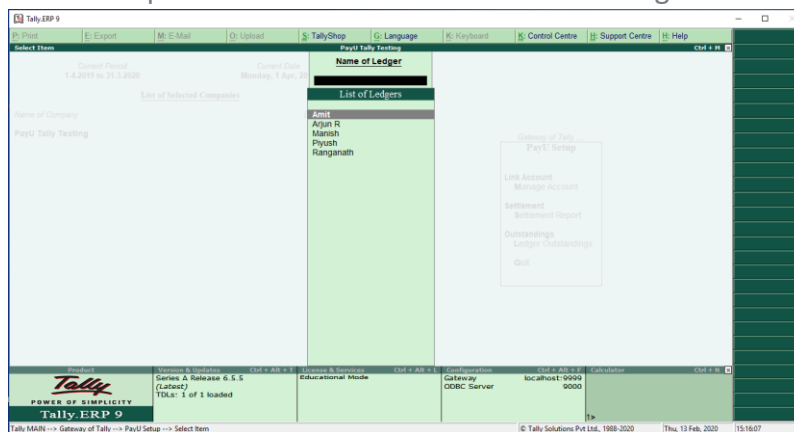 Tally.ERP 9
P: Print E: Export M: E-Mail O: Upload S: TallyShop G: Language K: Keyboard K: Control Centre H: Support Centre H: Help
Select Item PayU Tally Testing Ctrl + M
Current Period Current Date
1-4-2019 to 31-3-2020 Monday, 1 Apr, 20
List of Selected Companies
Name of Company
PayU Tally Testing
Name of Ledger
List of Ledgers
Amit
Arjun R
Manish
Piyush
Ranganath
Gateway of Tally
PayU Setup
Link Account
Manage Account
Settlement
Settlement Report
Outstandings
Ledger Outstandings
Quit
Product Version & Updates Ctrl + Alt + T License & Services Ctrl + Alt + L Configuration Ctrl + Alt + F Calculator Ctrl + N
Tally
POWER OF SIMPLICITY
Tally.ERP 9
Series A Release 6.5.5
(Latest)
TDLs: 1 of 1 loaded
Educational Mode
Gateway localhost:9999
ODBC Server 9000
1>
Tally MAIN --> Gateway of Tally --> PayU Setup --> Select Item © Tally Solutions Pvt Ltd., 1988-2020 Thu, 13 Feb, 2020 15:16:07